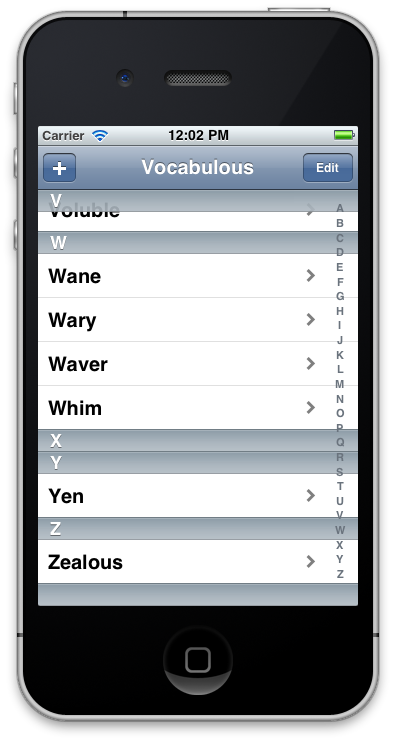 Carrier 12:02 PM
+ Vocabulous Edit
V
Voluble
W
Wane
Wary
Waver
Whim
X
Y
Yen
Z
Zealous
A
B
C
D
E
F
G
H
I
J
K
L
M
N
O
P
Q
R
S
T
U
V
W
X
Y
Z